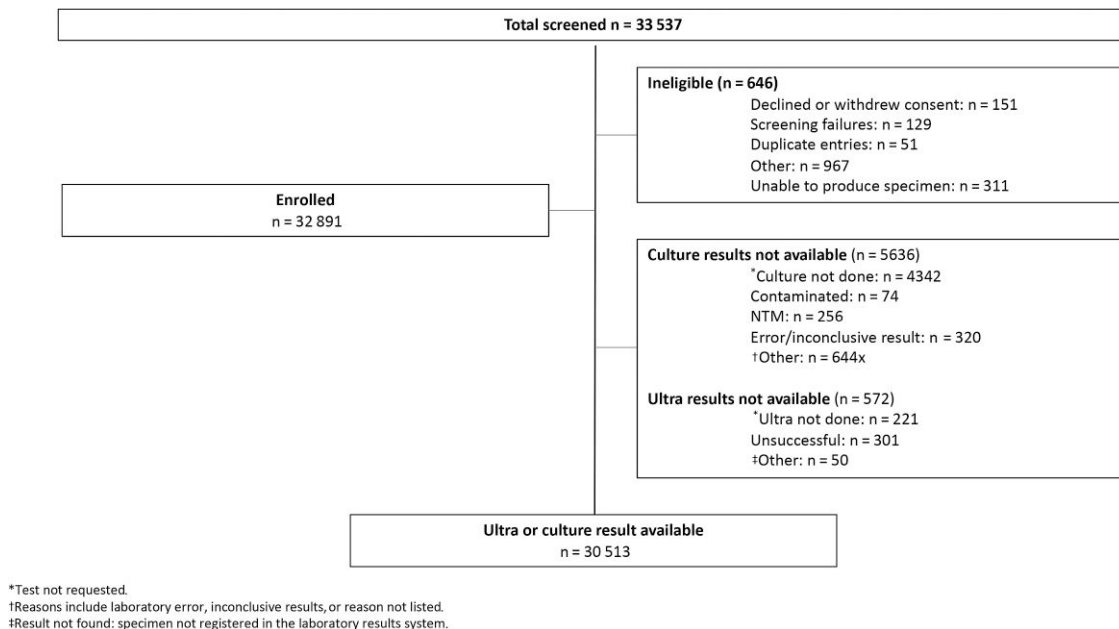 Total screened n = 33 537
Ineligible (n = 646)
Declined or withdrew consent: n = 151
Screening failures: n = 129
Duplicate entries: n = 51
Other: n = 967
Unable to produce specimen: n = 311
Enrolled
n = 32 891
Culture results not available (n = 5636)
*Culture not done: n = 4342
Contaminated: n = 74
NTM: n = 256
Error/inconclusive result: n = 320
†Other: n = 644x
Ultra results not available (n = 572)
*Ultra not done: n = 221
Unsuccessful: n = 301
‡Other: n = 50
Ultra or culture result available
n = 30 513
*Test not requested.
†Reasons include laboratory error, inconclusive results, or reason not listed.
‡Result not found: specimen not registered in the laboratory results system.